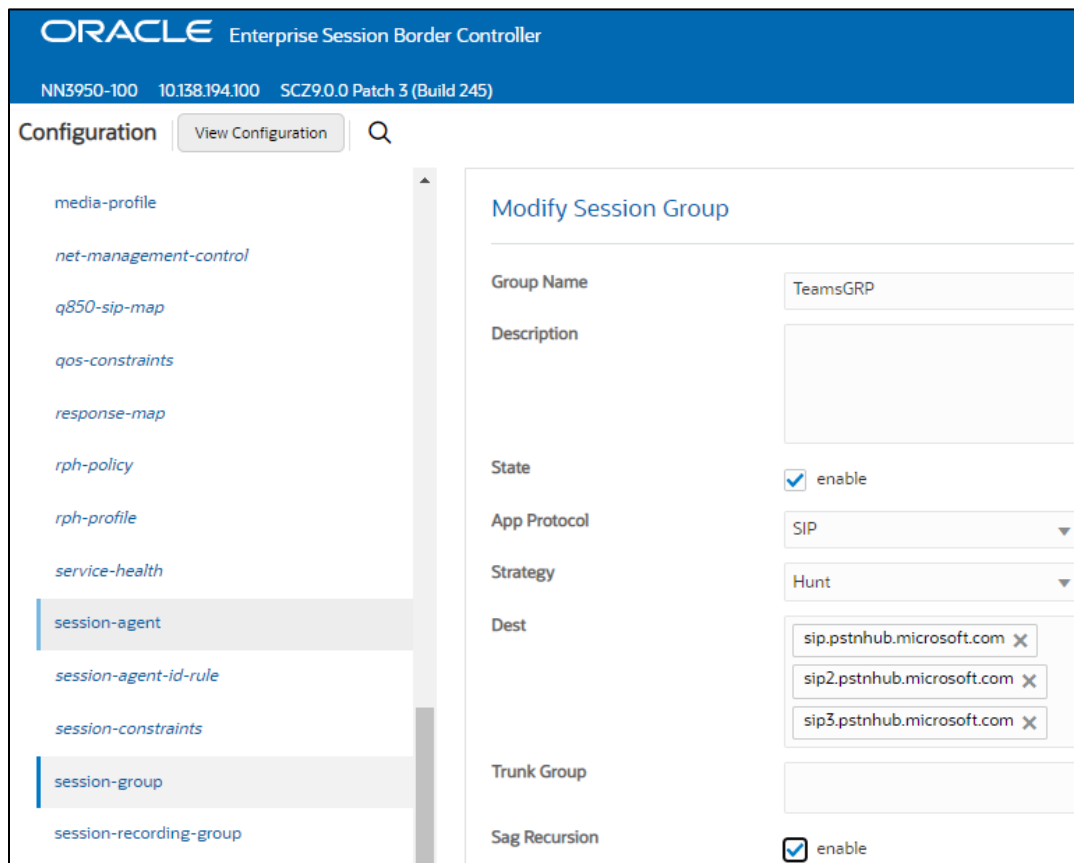 ORACLE Enterprise Session Border Controller
NN3950-100 10.138.194.100 SCZ9.0.0 Patch 3 (Build 245)
Configuration View Configuration
media-profile
net-management-control
q850-sip-map
qos-constraints
response-map
rph-policy
rph-profile
service-health
session-agent
session-agent-id-rule
session-constraints
session-group
session-recording-group
Modify Session Group
Group Name TeamsGRP
Description
State enable
App Protocol SIP
Strategy Hunt
Dest sip.pstnhub.microsoft.com
sip2.pstnhub.microsoft.com
sip3.pstnhub.microsoft.com
Trunk Group
Sag Recursion enable